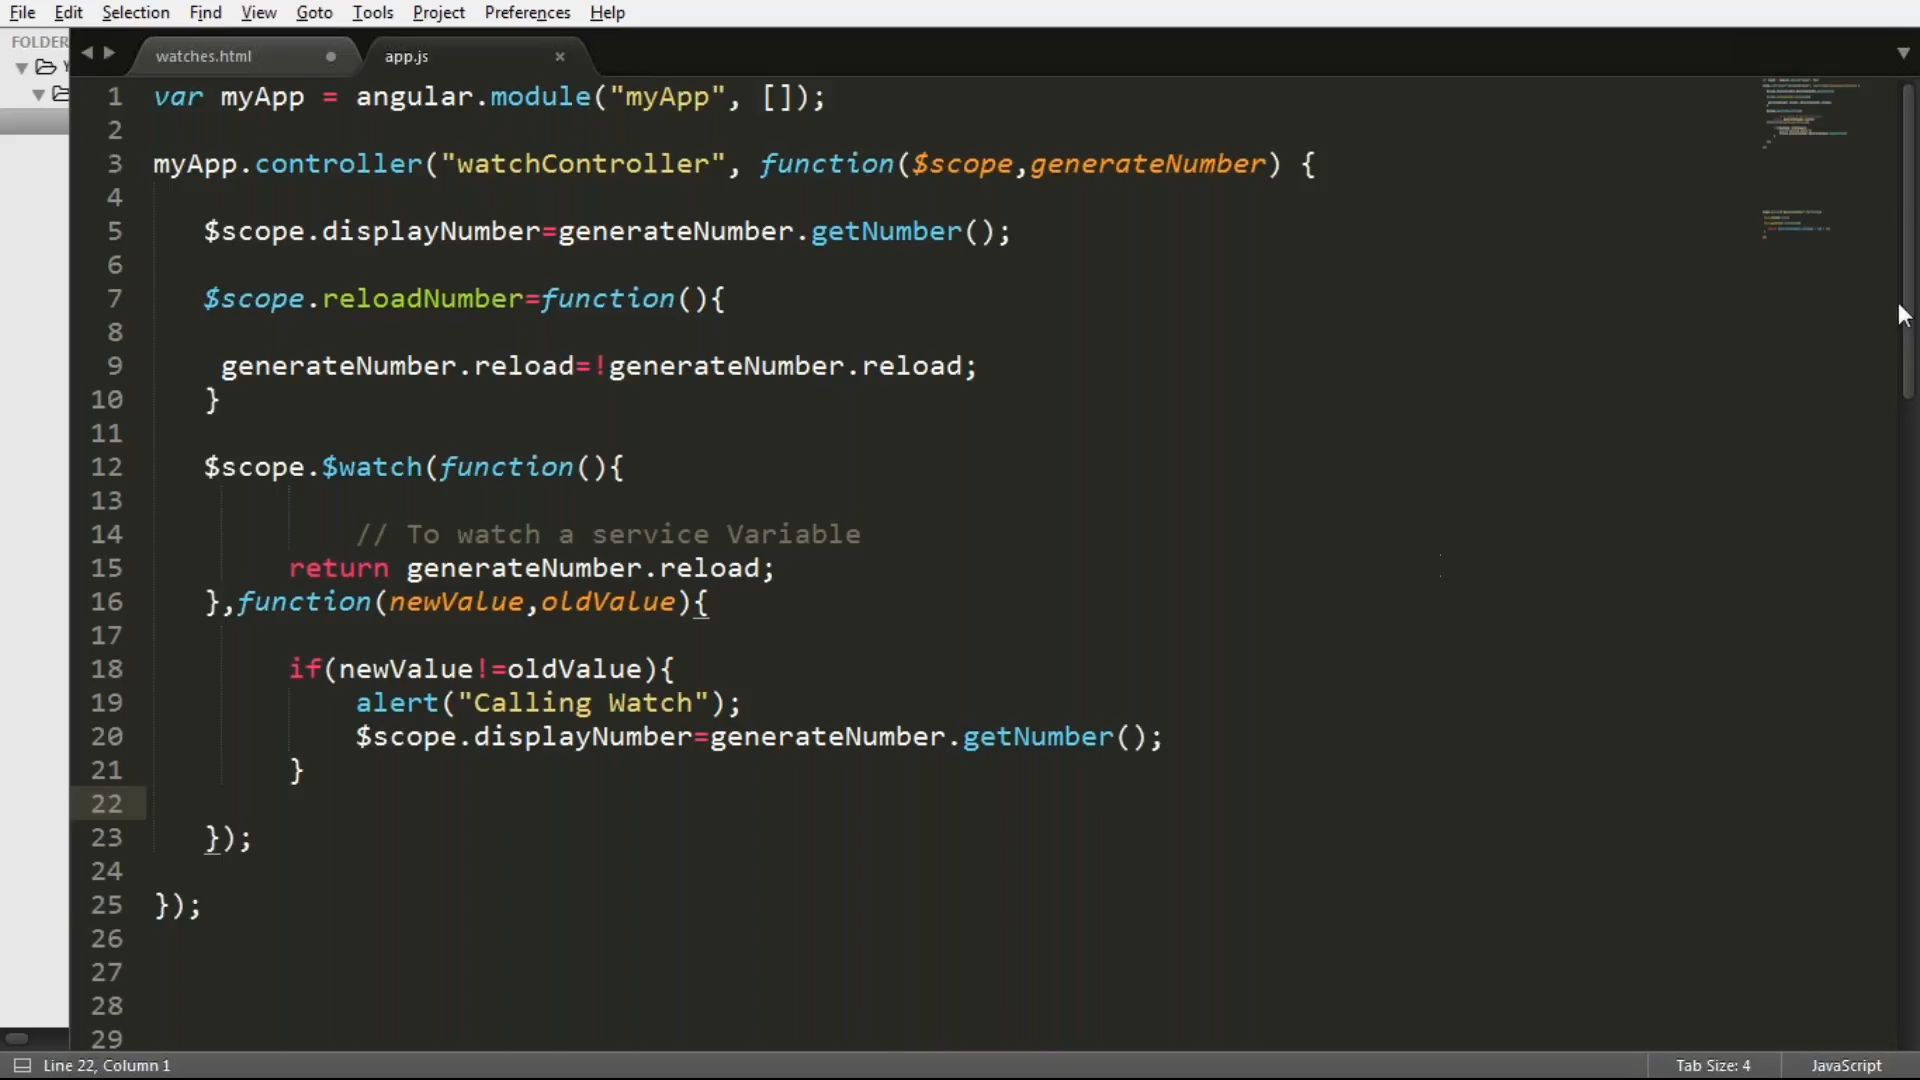 File Edit Selection Find View Goto Tools Project Preferences Help
FOLDER
watches.html app.js
1 var myApp = angular.module("myApp", []);
2
3 myApp.controller("watchController", function($scope,generateNumber) {
4
5 $scope.displayNumber=generateNumber.getNumber();
6
7 $scope.reloadNumber=function(){
8
9 generateNumber.reload=!generateNumber.reload;
10 }
11
12 $scope.$watch(function(){
13
14 // To watch a service Variable
15 return generateNumber.reload;
16 },function(newValue,oldValue){
17
18 if(newValue!=oldValue){
19 alert("Calling Watch");
20 $scope.displayNumber=generateNumber.getNumber();
21 }
22
23 });
24
25 });
26
27
28
29
Line 22, Column 1 Tab Size: 4 JavaScript